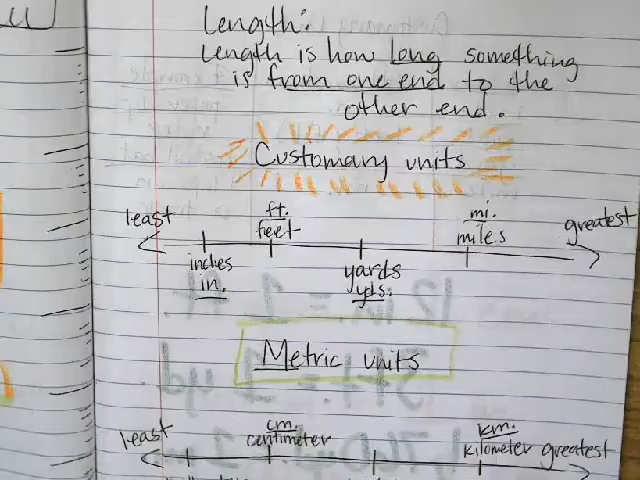 Length:
Length is how long something
is from one end to the
other end.
Customary units
least
ft.
feet
mi.
miles
greatest
inches
in.
yards
yds.
Metric units
least
cm.
centimeter
km.
kilometer greatest